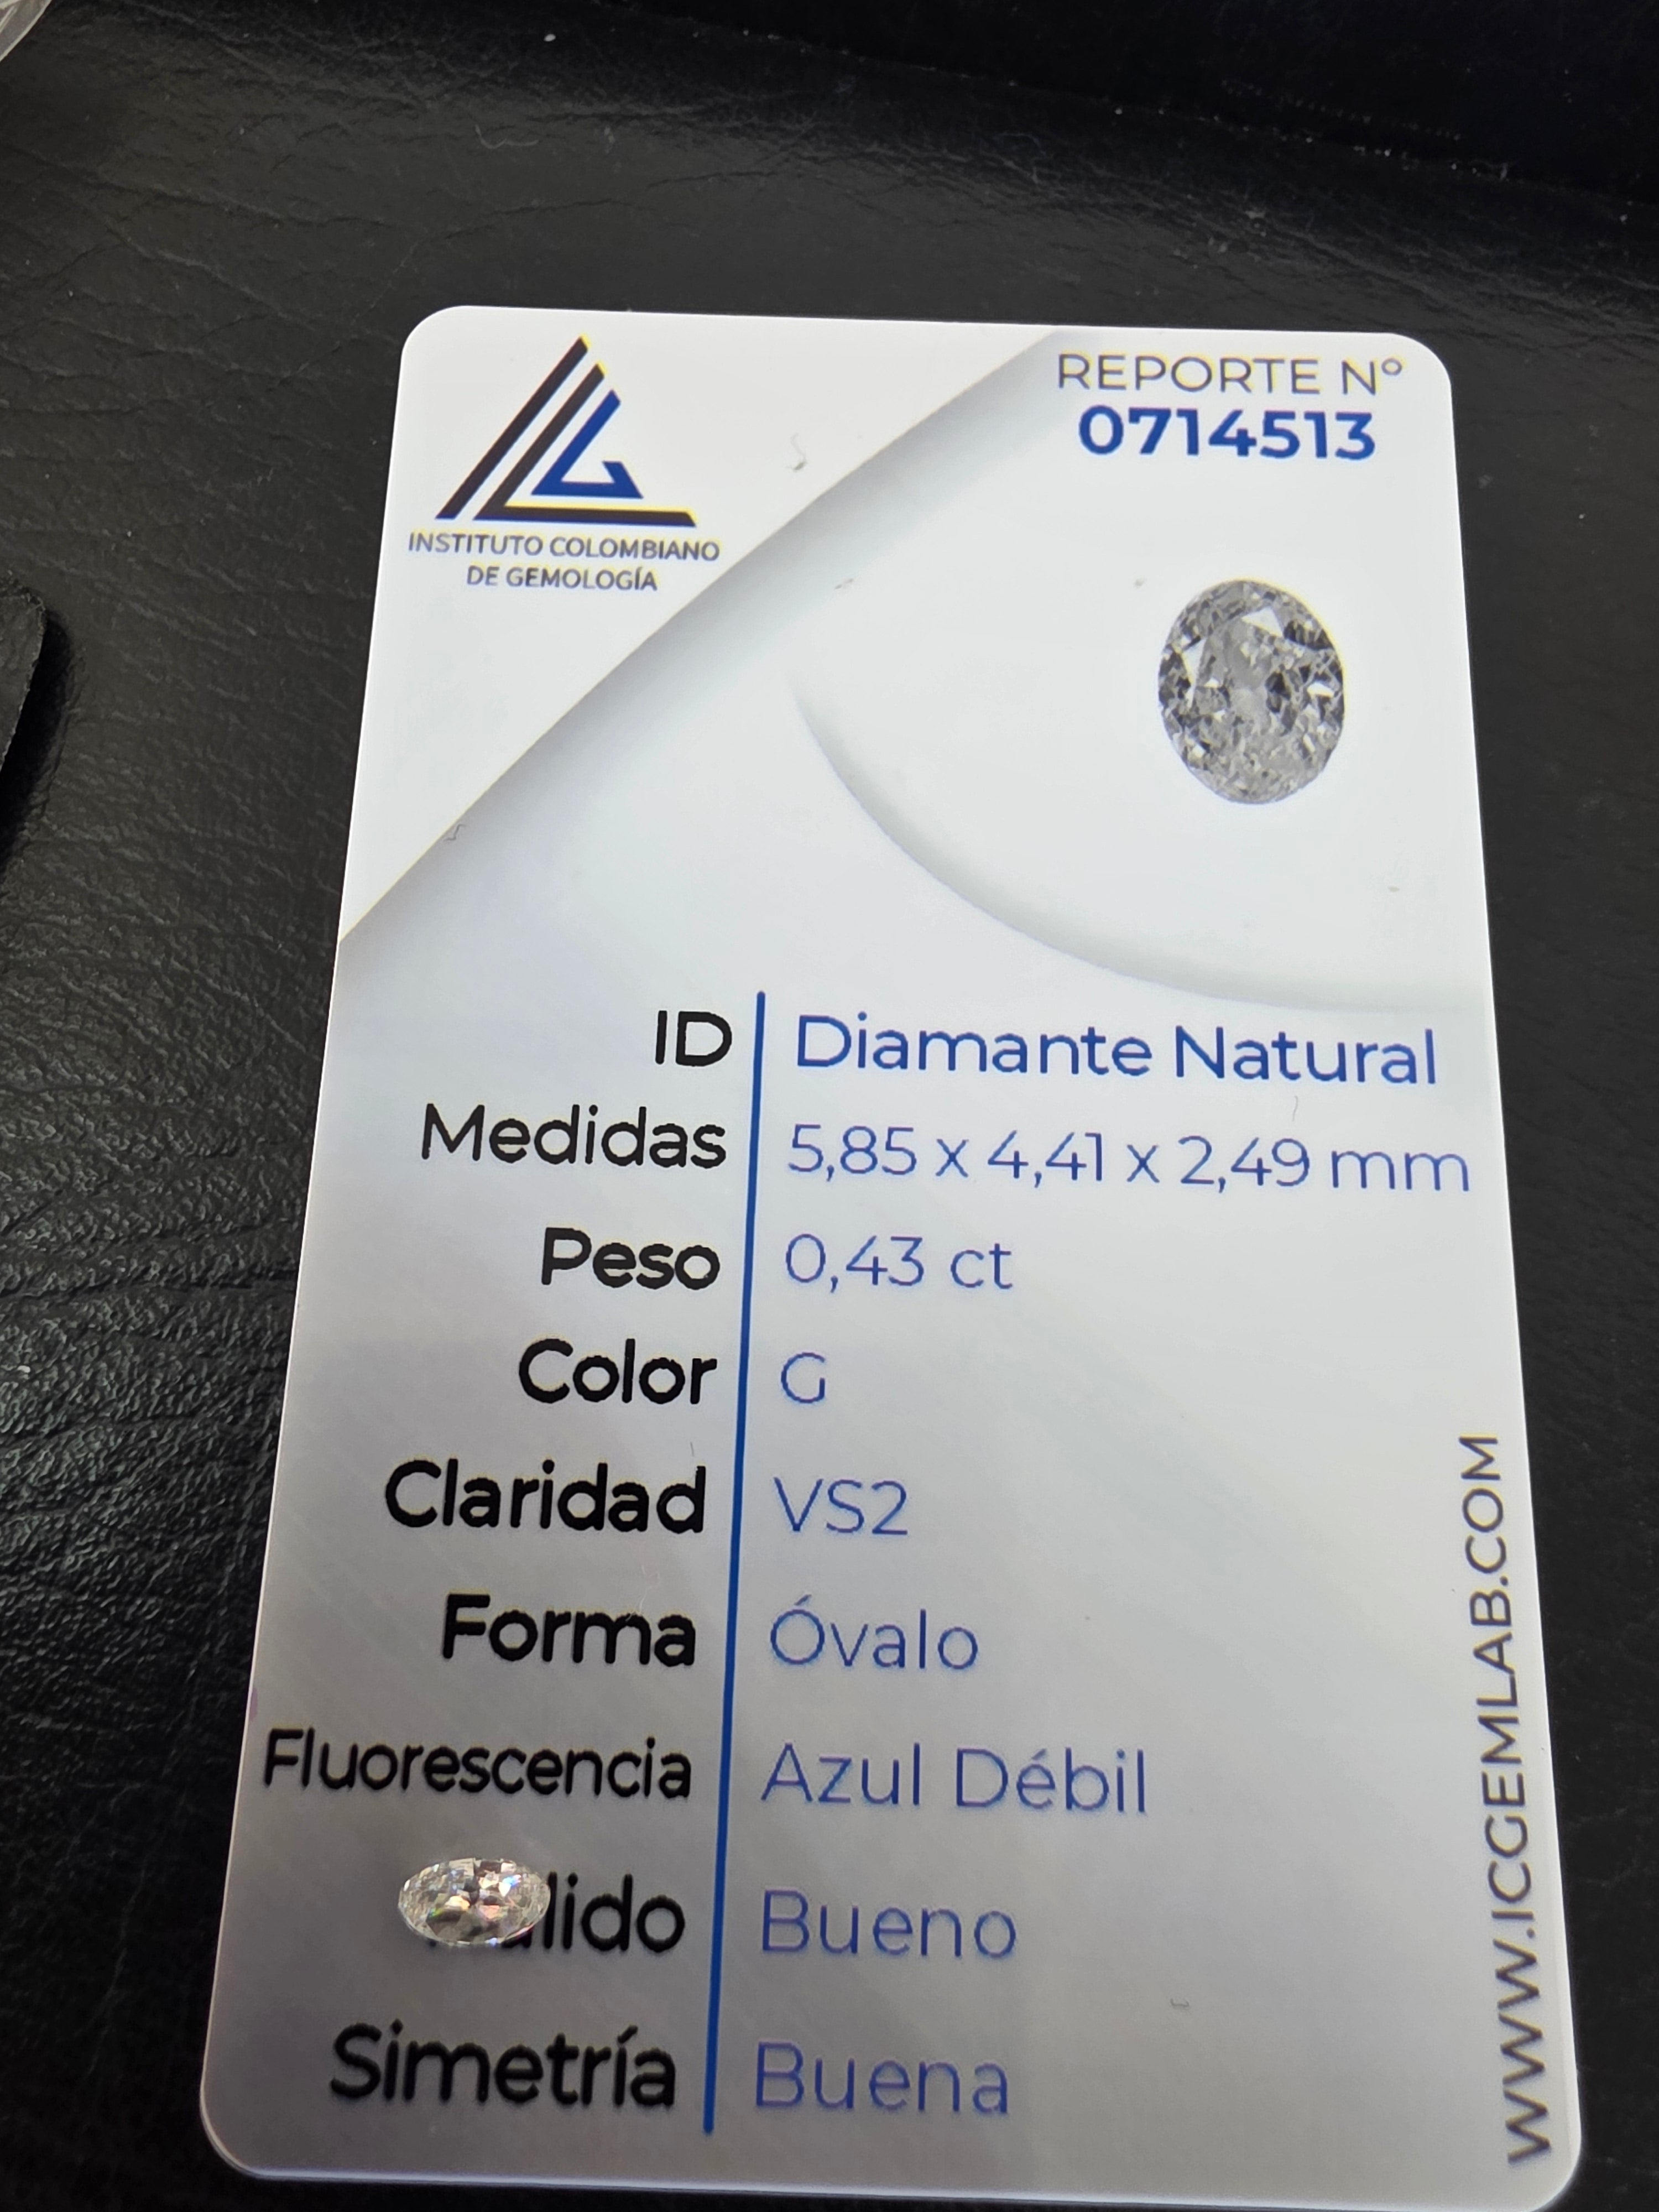 INSTITUTO COLOMBIANO
DE GEMOLOGÍA
REPORTE Nº
0714513
ID Diamante Natural
Medidas 5,85 x 4,41 x 2,49 mm
Peso 0,43 ct
Color G
Claridad VS2
Forma Óvalo
Fluorescencia Azul Débil
lido Bueno
Simetría Buena
WWW.ICGEMLAB.COM